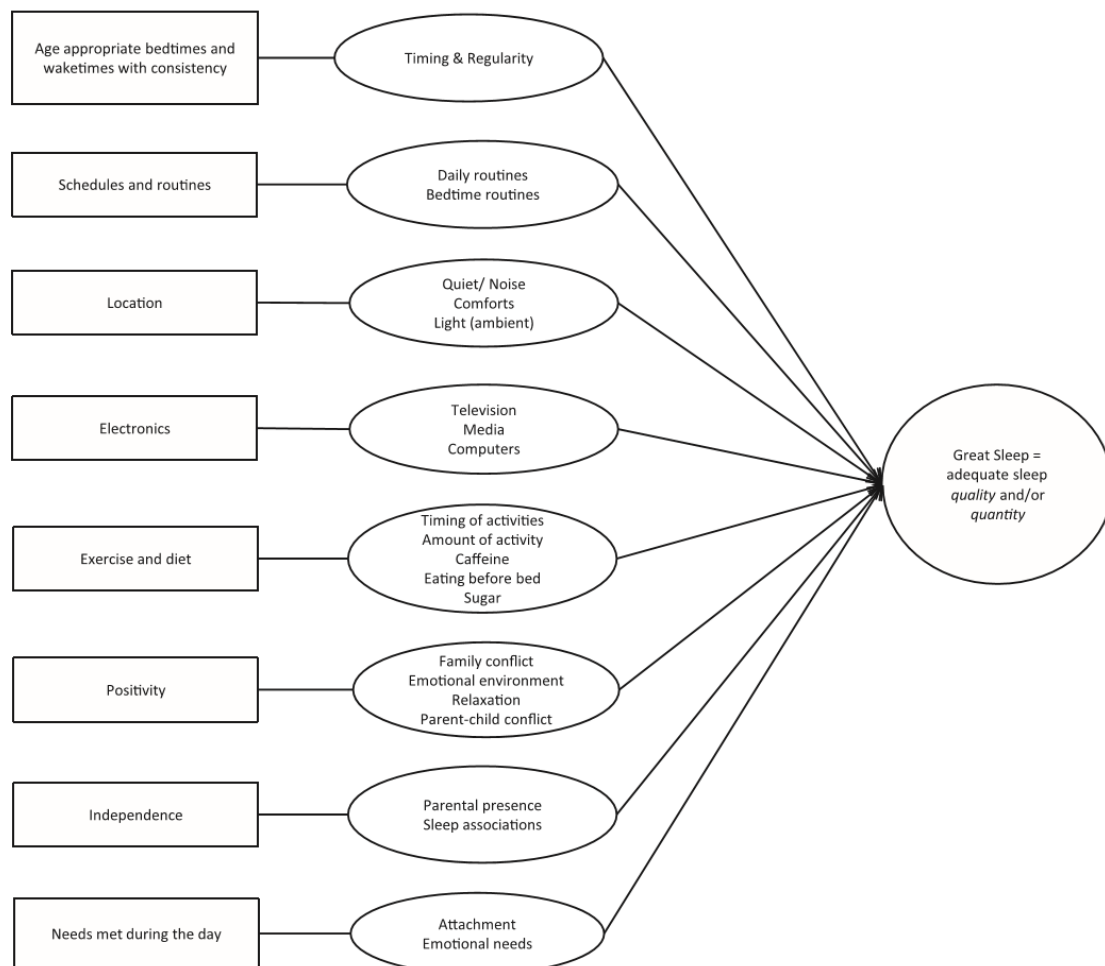 Age appropriate bedtimes and
waketimes with consistency
Timing & Regularity
Schedules and routines
Daily routines
Bedtime routines
Location
Quiet/ Noise
Comforts
Light (ambient)
Electronics
Television
Media
Computers
Great Sleep =
adequate sleep
quality and/or
quantity
Exercise and diet
Timing of activities
Amount of activity
Caffeine
Eating before bed
Sugar
Positivity
Family conflict
Emotional environment
Relaxation
Parent-child conflict
Independence
Parental presence
Sleep associations
Needs met during the day
Attachment
Emotional needs